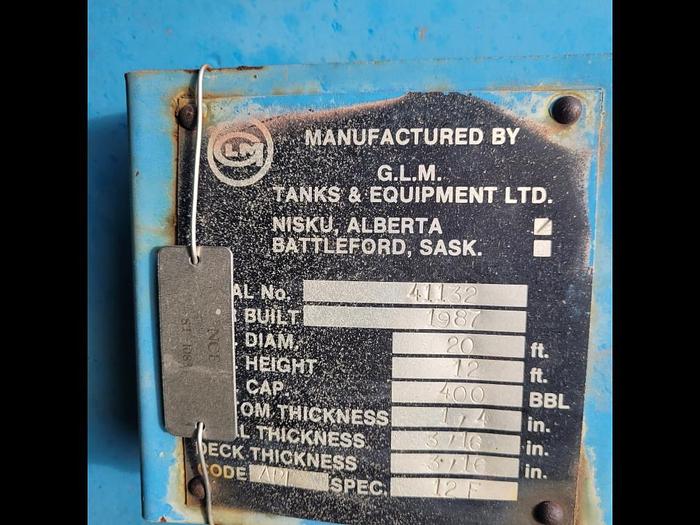 GLM
MANUFACTURED BY
G.L.M.
TANKS & EQUIPMENT LTD.
NISKU, ALBERTA
BATTLEFORD, SASK.
AL No. 41132
BUILT 1987
DIAM. 20 ft.
HEIGHT 12 ft.
CAP. 400 BBL
OM THICKNESS 1/4 in.
L THICKNESS 3/16 in.
DECK THICKNESS 3/16 in.
CODE API SPEC. 12 F